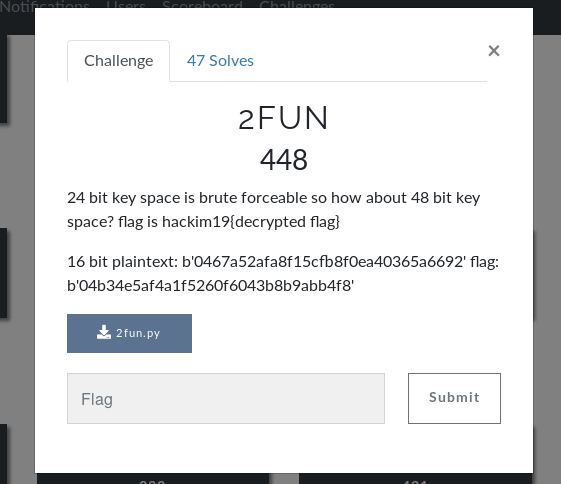 Notifications Users Scoreboard Challenges
Challenge 47 Solves ×
2FUN
448
24 bit key space is brute forceable so how about 48 bit key
space? flag is hackim19{decrypted flag}
16 bit plaintext: b'0467a52afa8f15cfb8f0ea40365a6692' flag:
b'04b34e5af4a1f5260f6043b8b9abb4f8'
2fun.py
Flag Submit